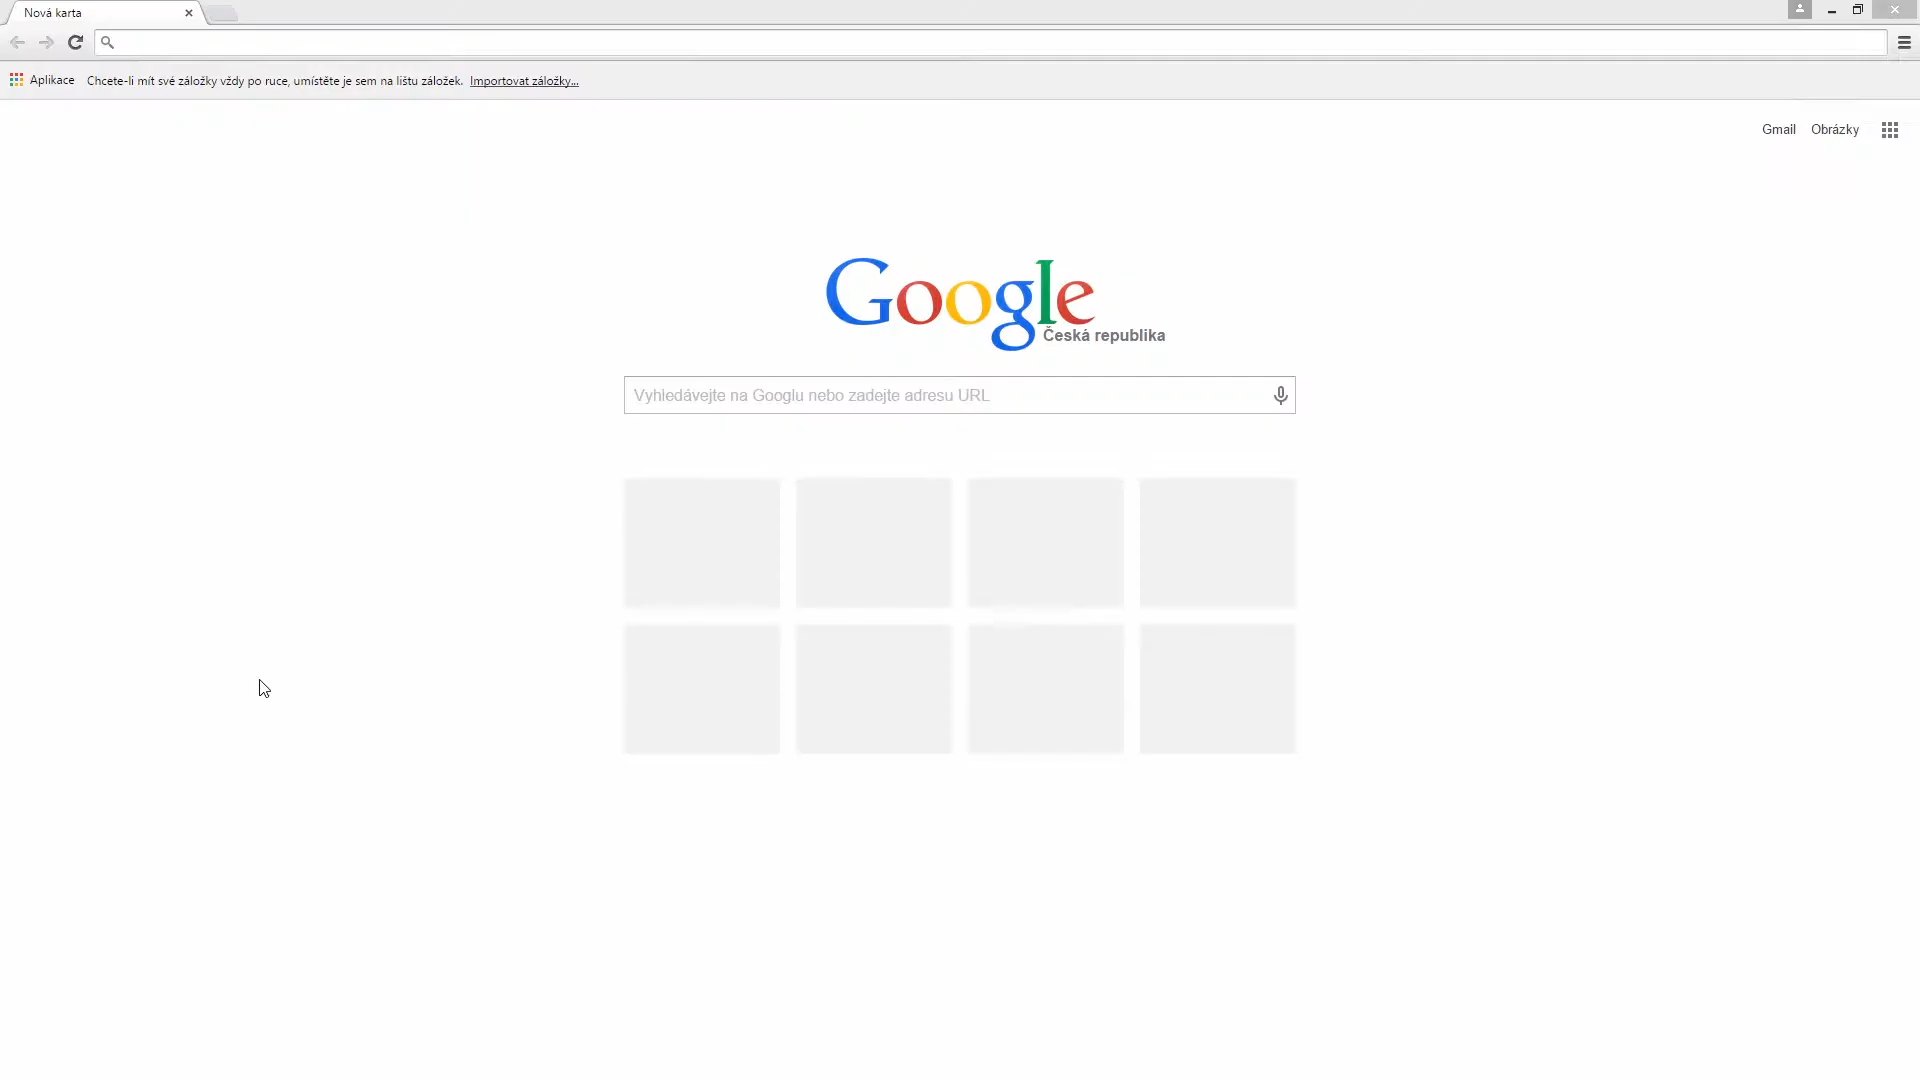 Nová karta
Aplikace Chcete-li mít své záložky vždy po ruce, umístěte je sem na lištu záložek. Importovat záložky...
Gmail Obrázky
Google
Česká republika
Vyhledávejte na Googlu nebo zadejte adresu URL